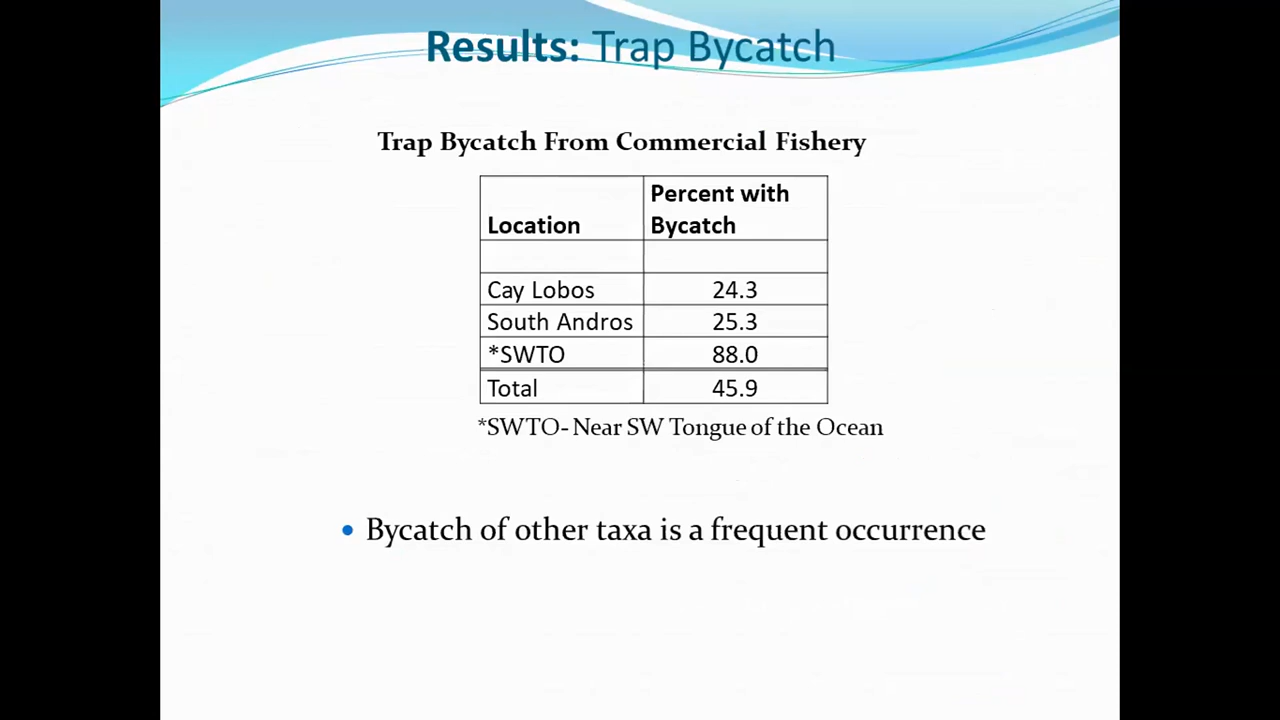 Results: Trap Bycatch
Trap Bycatch From Commercial Fishery
Location Percent with Bycatch
Cay Lobos 24.3
South Andros 25.3
*SWTO 88.0
Total 45.9
*SWTO- Near SW Tongue of the Ocean
• Bycatch of other taxa is a frequent occurrence